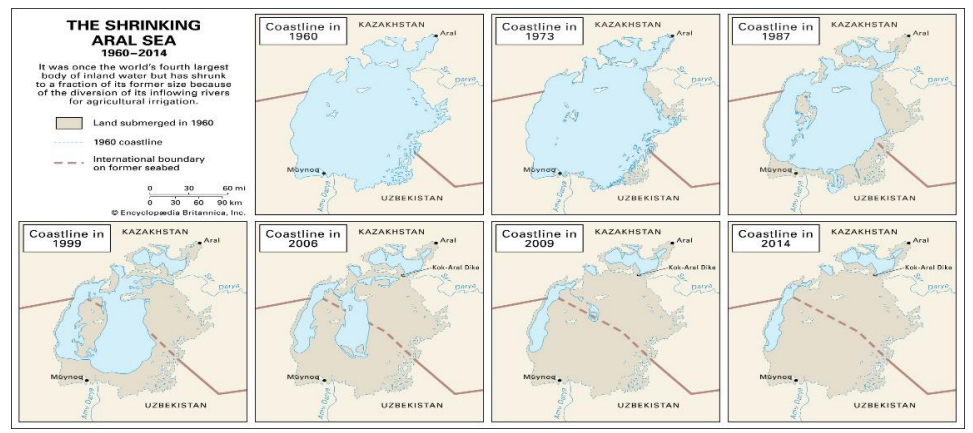 THE SHRINKING
ARAL SEA
1960–2014
It was once the world's fourth largest
body of inland water but has shrunk
to a fraction of its former size because
of the diversion of its inflowing rivers
for agricultural irrigation.
Land submerged in 1960
1960 coastline
International boundary
on former seabed
0 30 60 mi
0 30 60 90 km
© Encyclopædia Britannica, Inc.
Coastline in
1960
KAZAKHSTAN
Aral
Darya
Mŭynoq
Amu Darya
UZBEKISTAN
Coastline in
1973
KAZAKHSTAN
Aral
Darya
Mŭynoq
Amu Darya
UZBEKISTAN
Coastline in
1987
KAZAKHSTAN
Aral
Darya
Mŭynoq
Amu Darya
UZBEKISTAN
Coastline in
1999
KAZAKHSTAN
Aral
Darya
Mŭynoq
Amu Darya
UZBEKISTAN
Coastline in
2006
KAZAKHSTAN
Aral
Kok-Aral Dike
Darya
Mŭynoq
Amu Darya
UZBEKISTAN
Coastline in
2009
KAZAKHSTAN
Aral
Kok-Aral Dike
Darya
Mŭynoq
Amu Darya
UZBEKISTAN
Coastline in
2014
KAZAKHSTAN
Aral
Kok-Aral Dike
Darya
Mŭynoq
Amu Darya
UZBEKISTAN